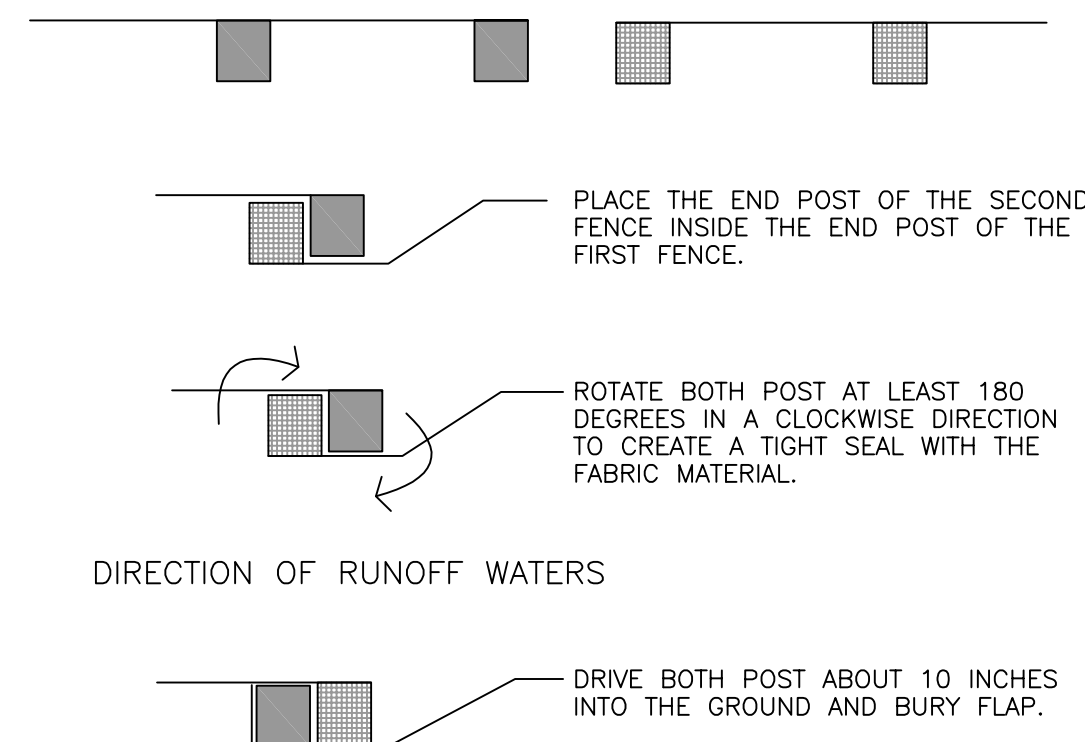 PLACE THE END POST OF THE SECOND
FENCE INSIDE THE END POST OF THE
FIRST FENCE.
ROTATE BOTH POST AT LEAST 180
DEGREES IN A CLOCKWISE DIRECTION
TO CREATE A TIGHT SEAL WITH THE
FABRIC MATERIAL.
DIRECTION OF RUNOFF WATERS
DRIVE BOTH POST ABOUT 10 INCHES
INTO THE GROUND AND BURY FLAP.